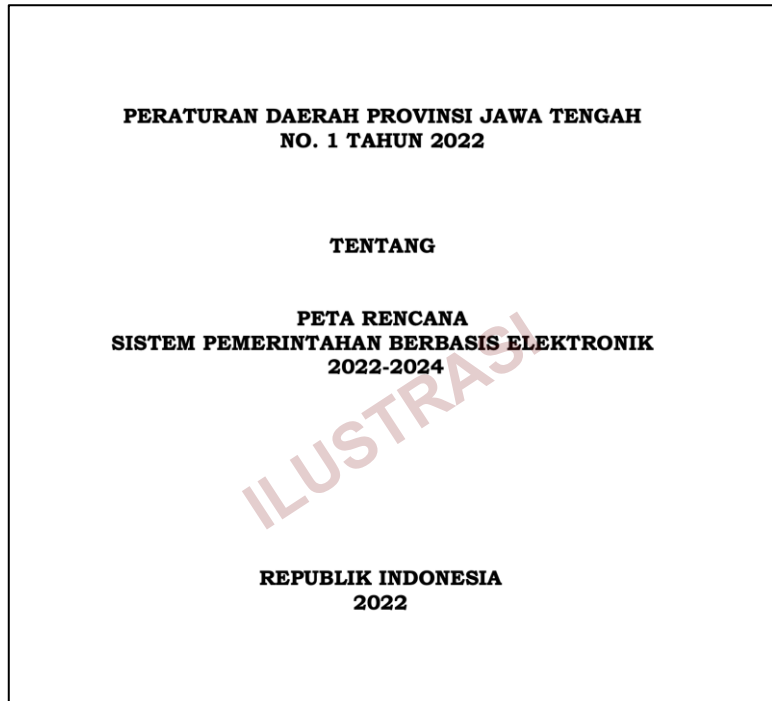 PERATURAN DAERAH PROVINSI JAWA TENGAH
NO. 1 TAHUN 2022
TENTANG
PETA RENCANA
SISTEM PEMERINTAHAN BERBASIS ELEKTRONIK
2022-2024
ILUSTRASI
REPUBLIK INDONESIA
2022